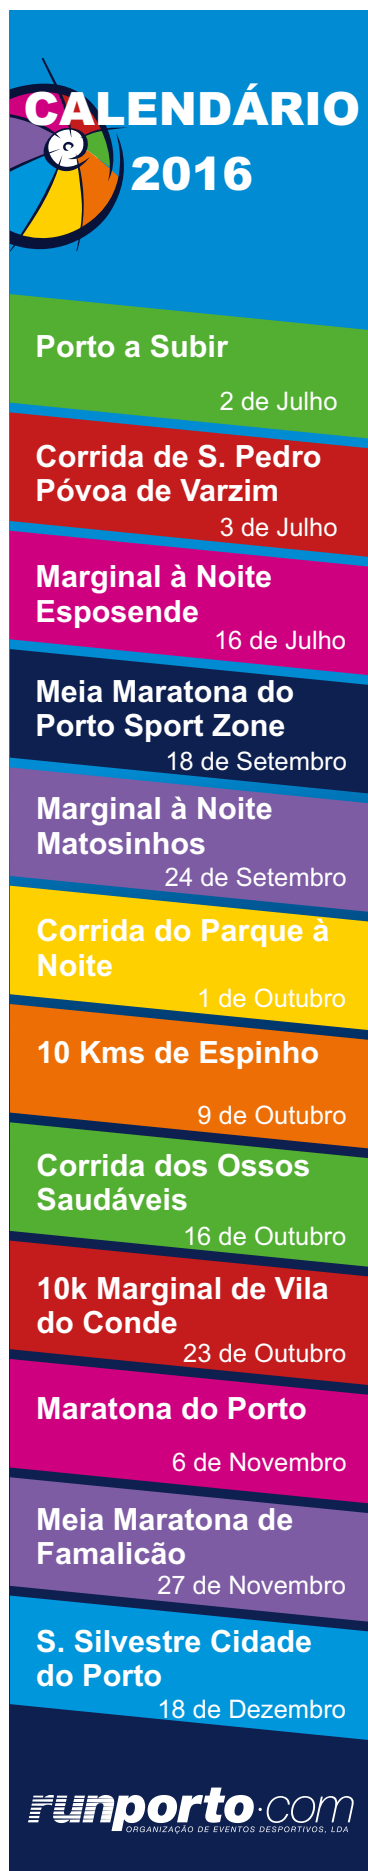 CALENDÁRIO
2016
Porto a Subir
2 de Julho
Corrida de S. Pedro
Póvoa de Varzim
3 de Julho
Marginal à Noite
Esposende
16 de Julho
Meia Maratona do
Porto Sport Zone
18 de Setembro
Marginal à Noite
Matosinhos
24 de Setembro
Corrida do Parque à
Noite
1 de Outubro
10 Kms de Espinho
9 de Outubro
Corrida dos Ossos
Saudáveis
16 de Outubro
10k Marginal de Vila
do Conde
23 de Outubro
Maratona do Porto
6 de Novembro
Meia Maratona de
Famalicão
27 de Novembro
S. Silvestre Cidade
do Porto
18 de Dezembro
runporto.com
ORGANIZAÇÃO DE EVENTOS DESPORTIVOS, LDA